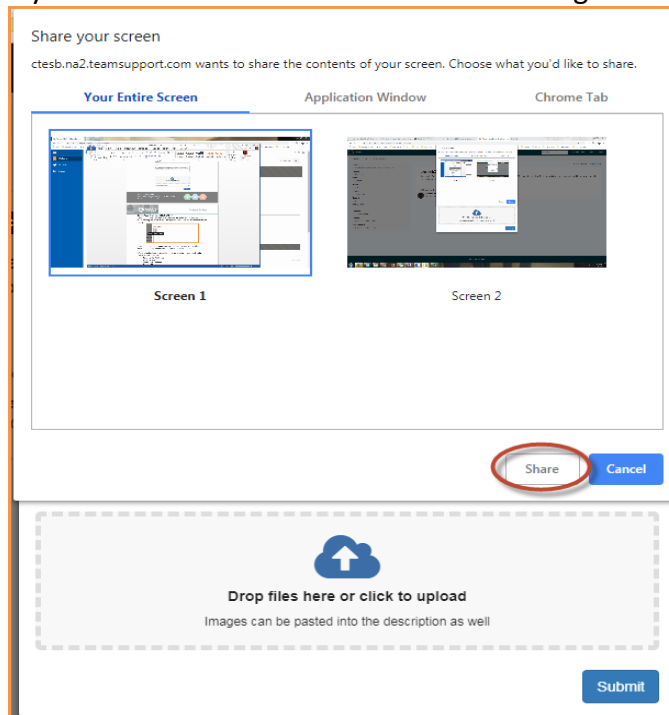 Share your screen
ctesb.na2.teamsupport.com wants to share the contents of your screen. Choose what you'd like to share.
Your Entire Screen Application Window Chrome Tab
Screen 1 Screen 2
Share Cancel
Drop files here or click to upload
Images can be pasted into the description as well
Submit